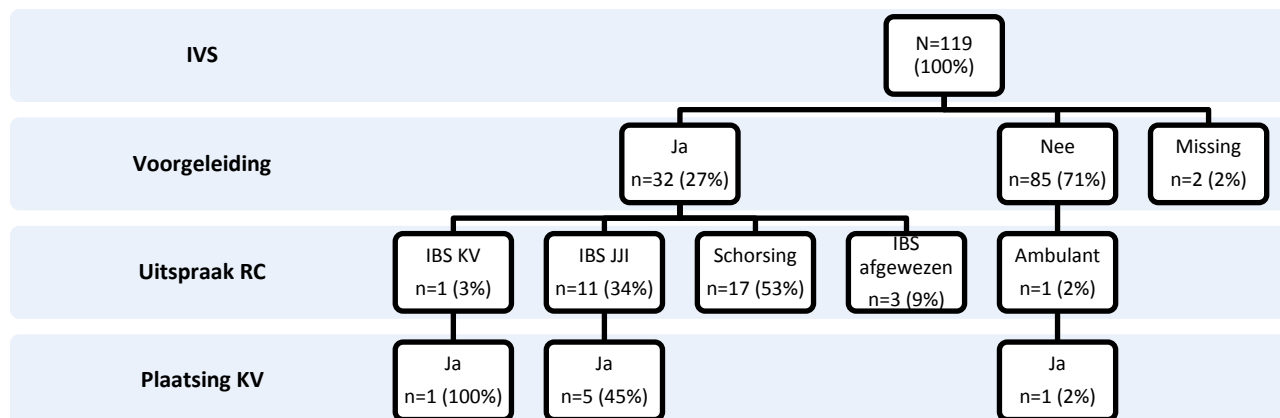 IVS
N=119
(100%)
Voorgeleiding
Ja
n=32 (27%)
Nee
n=85 (71%)
Missing
n=2 (2%)
Uitspraak RC
IBS KV
n=1 (3%)
IBS JJI
n=11 (34%)
Schorsing
n=17 (53%)
IBS
afgewezen
n=3 (9%)
Ambulant
n=1 (2%)
Plaatsing KV
Ja
n=1 (100%)
Ja
n=5 (45%)
Ja
n=1 (2%)